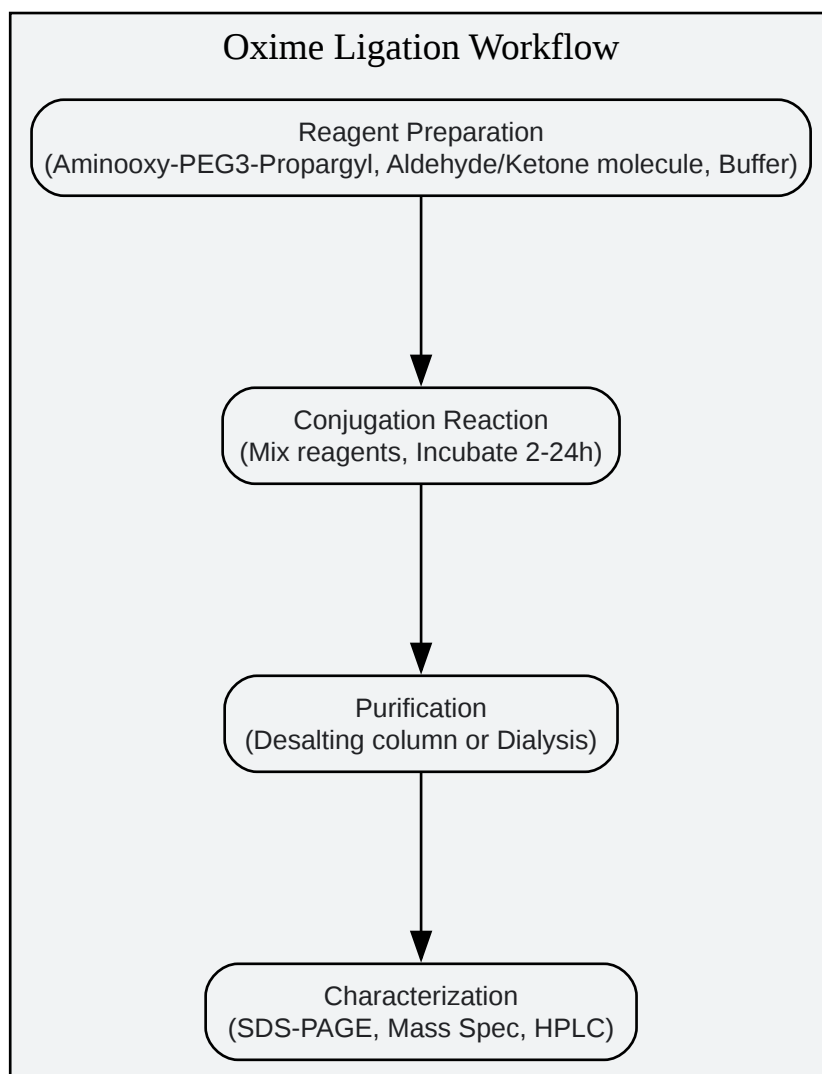 Oxime Ligation Workflow
Reagent Preparation
(Aminooxy-PEG3-Propargyl, Aldehyde/Ketone molecule, Buffer)
Conjugation Reaction
(Mix reagents, Incubate 2-24h)
Purification
(Desalting column or Dialysis)
Characterization
(SDS-PAGE, Mass Spec, HPLC)